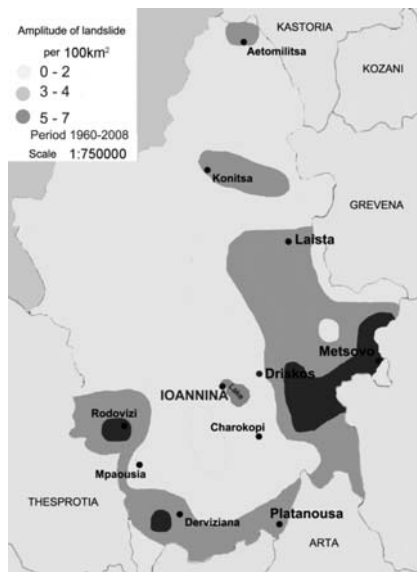 Amplitude of landslide
per 100km²
0 - 2
3 - 4
5 - 7
Period 1960-2008
Scale 1:750000
KASTORIA
Aetomilitsa
KOZANI
Konitsa
GREVENA
Laista
Metsovo
Driskos
IOANNINA
Lake
Rodovizi
Charokopi
Mpaousia
THESPROTIA
Derviziana
Platanousa
ARTA